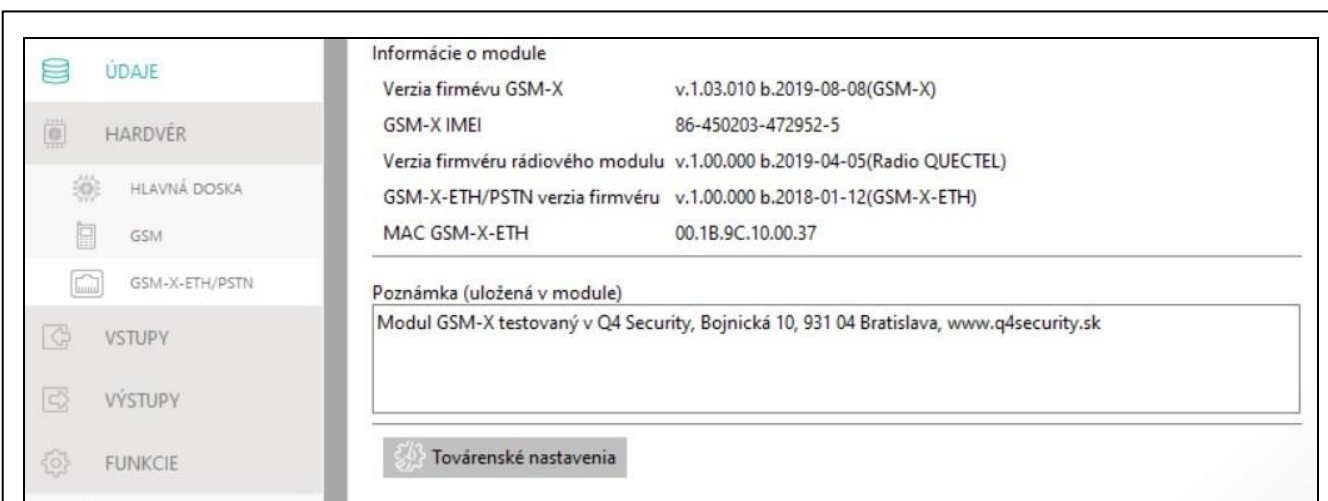 ÚDAJE
HARDVÉR
HLAVNÁ DOSKA
GSM
GSM-X-ETH/PSTN
VSTUPY
VÝSTUPY
FUNKCIE
Informácie o module
Verzia firmévu GSM-X v.1.03.010 b.2019-08-08(GSM-X)
GSM-X IMEI 86-450203-472952-5
Verzia firmvéru rádiového modulu v.1.00.000 b.2019-04-05(Radio QUECTEL)
GSM-X-ETH/PSTN verzia firmvéru v.1.00.000 b.2018-01-12(GSM-X-ETH)
MAC GSM-X-ETH 00.1B.9C.10.00.37
Poznámka (uložená v module)
Modul GSM-X testovaný v Q4 Security, Bojnická 10, 931 04 Bratislava, www.q4security.sk
Továrenské nastavenia